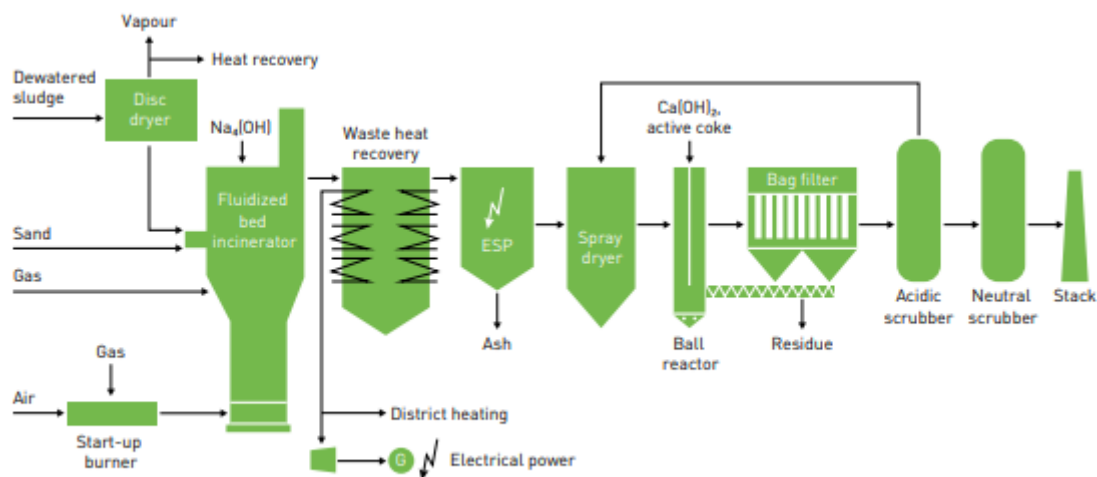 Vapour
Heat recovery
Dewatered
sludge
Disc
dryer
Na₄(OH)
Waste heat
recovery
Ca(OH)₂,
active coke
Fluidized
bed
incinerator
Bag filter
Sand
Gas
ESP
Spray
dryer
Acidic
scrubber
Neutral
scrubber
Stack
Ash
Ball
reactor
Residue
Gas
Air
Start-up
burner
District heating
G
Electrical power